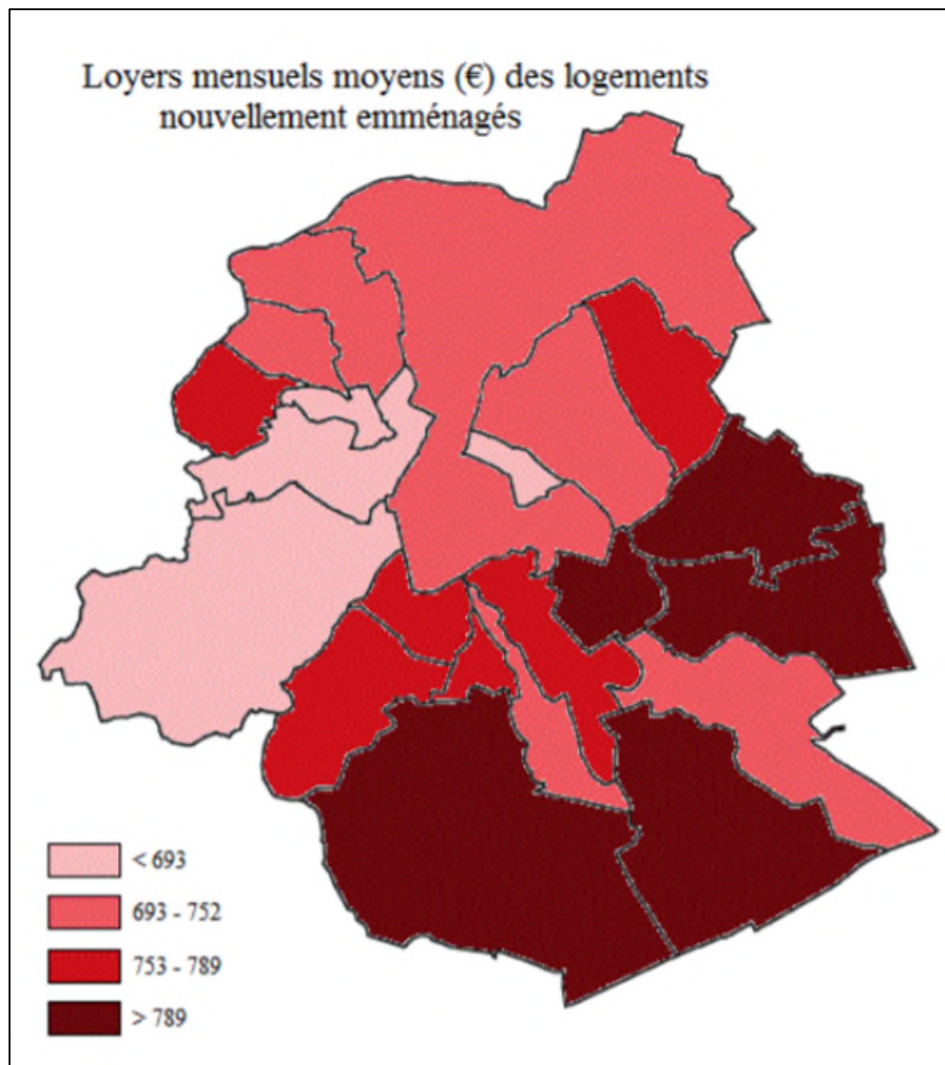 Loyers mensuels moyens (€) des logements
nouvellement emménagés
< 693
693 - 752
753 - 789
> 789